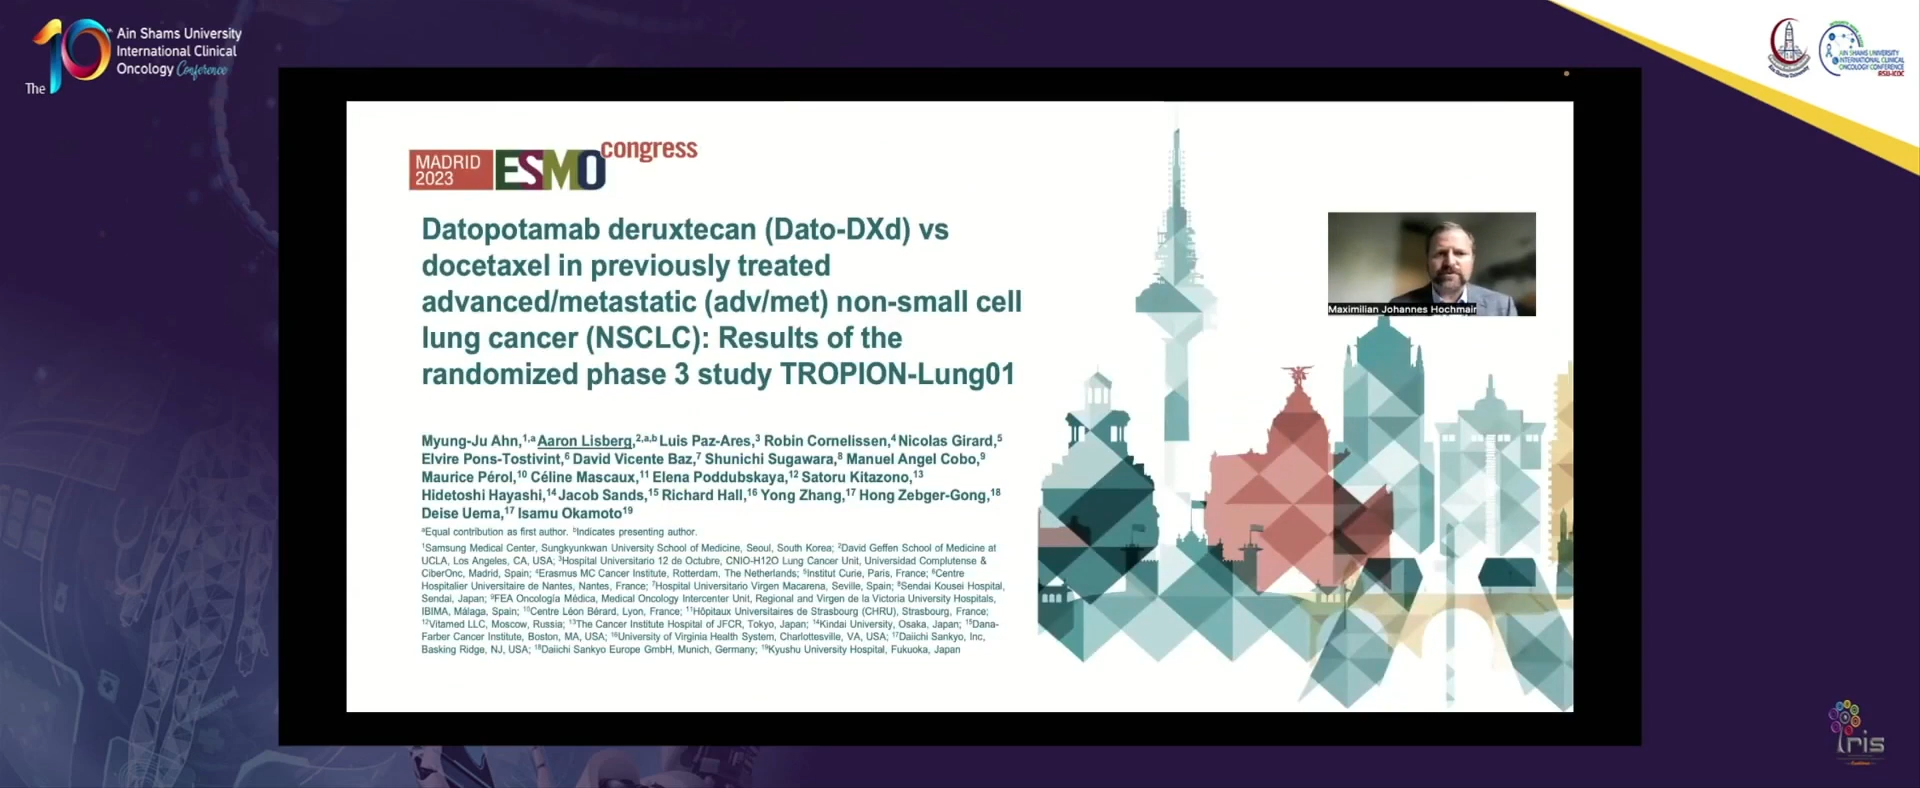 The 10th Ain Shams University
International Clinical
Oncology Conference
Ain Shams University
AIN SHAMS UNIVERSITY
INTERNATIONAL CLINICAL
ONCOLOGY CONFERENCE
MADRID
2023
ESMO congress
Datopotamab deruxtecan (Dato-DXd) vs
docetaxel in previously treated
advanced/metastatic (adv/met) non-small cell
lung cancer (NSCLC): Results of the
randomized phase 3 study TROPION-Lung01
Maximilian Johannes Hochmair
Myung-Ju Ahn,1,a Aaron Lisberg,2,a,b Luis Paz-Ares,3 Robin Cornelissen,4 Nicolas Girard,5
Elvire Pons-Tostivint,6 David Vicente Baz,7 Shunichi Sugawara,8 Manuel Angel Cobo,9
Maurice Pérol,10 Céline Mascaux,11 Elena Poddubskaya,12 Satoru Kitazono,13
Hidetoshi Hayashi,14 Jacob Sands,15 Richard Hall,16 Yong Zhang,17 Hong Zebger-Gong,18
Deise Uema,17 Isamu Okamoto19
aEqual contribution as first author. bIndicates presenting author.
1Samsung Medical Center, Sungkyunkwan University School of Medicine, Seoul, South Korea; 2David Geffen School of Medicine at
UCLA, Los Angeles, CA, USA; 3Hospital Universitario 12 de Octubre, CNIO-H12O Lung Cancer Unit, Universidad Complutense &
CiberOnc, Madrid, Spain; 4Erasmus MC Cancer Institute, Rotterdam, The Netherlands; 5Institut Curie, Paris, France; 6Centre
Hospitalier Universitaire de Nantes, Nantes, France; 7Hospital Universitario Virgen Macarena, Seville, Spain; 8Sendai Kousei Hospital,
Sendai, Japan; 9FEA Oncología Médica, Medical Oncology Intercenter Unit, Regional and Virgen de la Victoria University Hospitals,
IBIMA, Málaga, Spain; 10Centre Léon Bérard, Lyon, France; 11Hôpitaux Universitaires de Strasbourg (CHRU), Strasbourg, France;
12Vitamed LLC, Moscow, Russia; 13The Cancer Institute Hospital of JFCR, Tokyo, Japan; 14Kindai University, Osaka, Japan; 15Dana-
Farber Cancer Institute, Boston, MA, USA; 16University of Virginia Health System, Charlottesville, VA, USA; 17Daiichi Sankyo, Inc,
Basking Ridge, NJ, USA; 18Daiichi Sankyo Europe GmbH, Munich, Germany; 19Kyushu University Hospital, Fukuoka, Japan
Iris